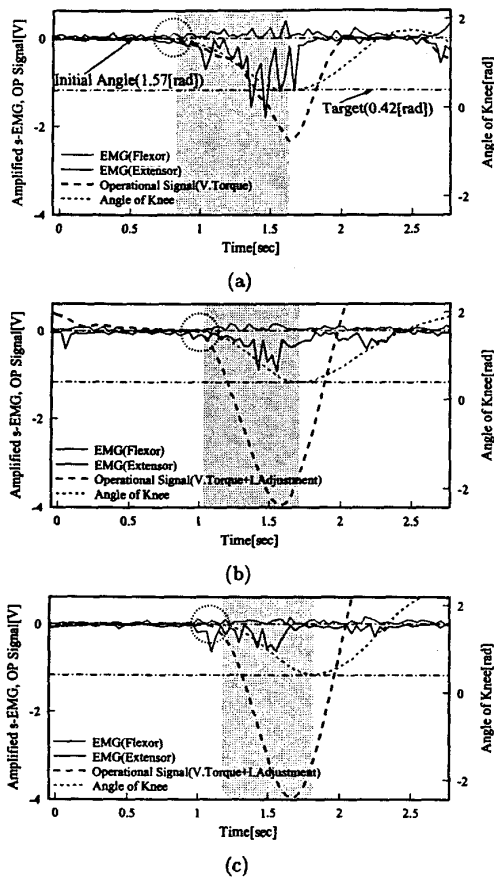 Amplified s-EMG, OP Signal[V]
0
-2
-4
Initial Angle(1.57[rad])
Target(0.42[rad])
EMG(Flexor)
EMG(Extensor)
Operational Signal(V.Torque)
Angle of Knee
2
0
-2
Angle of Knee[rad]
0 0.5 1 1.5 2 2.5
Time[sec]
(a)
Amplified s-EMG, OP Signal[V]
0
-2
-4
EMG(Flexor)
EMG(Extensor)
Operational Signal(V.Torque+I.Adjustment)
Angle of Knee
2
0
-2
Angle of Knee[rad]
0 0.5 1 1.5 2 2.5
Time[sec]
(b)
Amplified s-EMG, OP Signal[V]
0
-2
-4
EMG(Flexor)
EMG(Extensor)
Operational Signal(V.Torque+I.Adjustment)
Angle of Knee
2
0
-2
Angle of Knee[rad]
0 0.5 1 1.5 2 2.5
Time[sec]
(c)